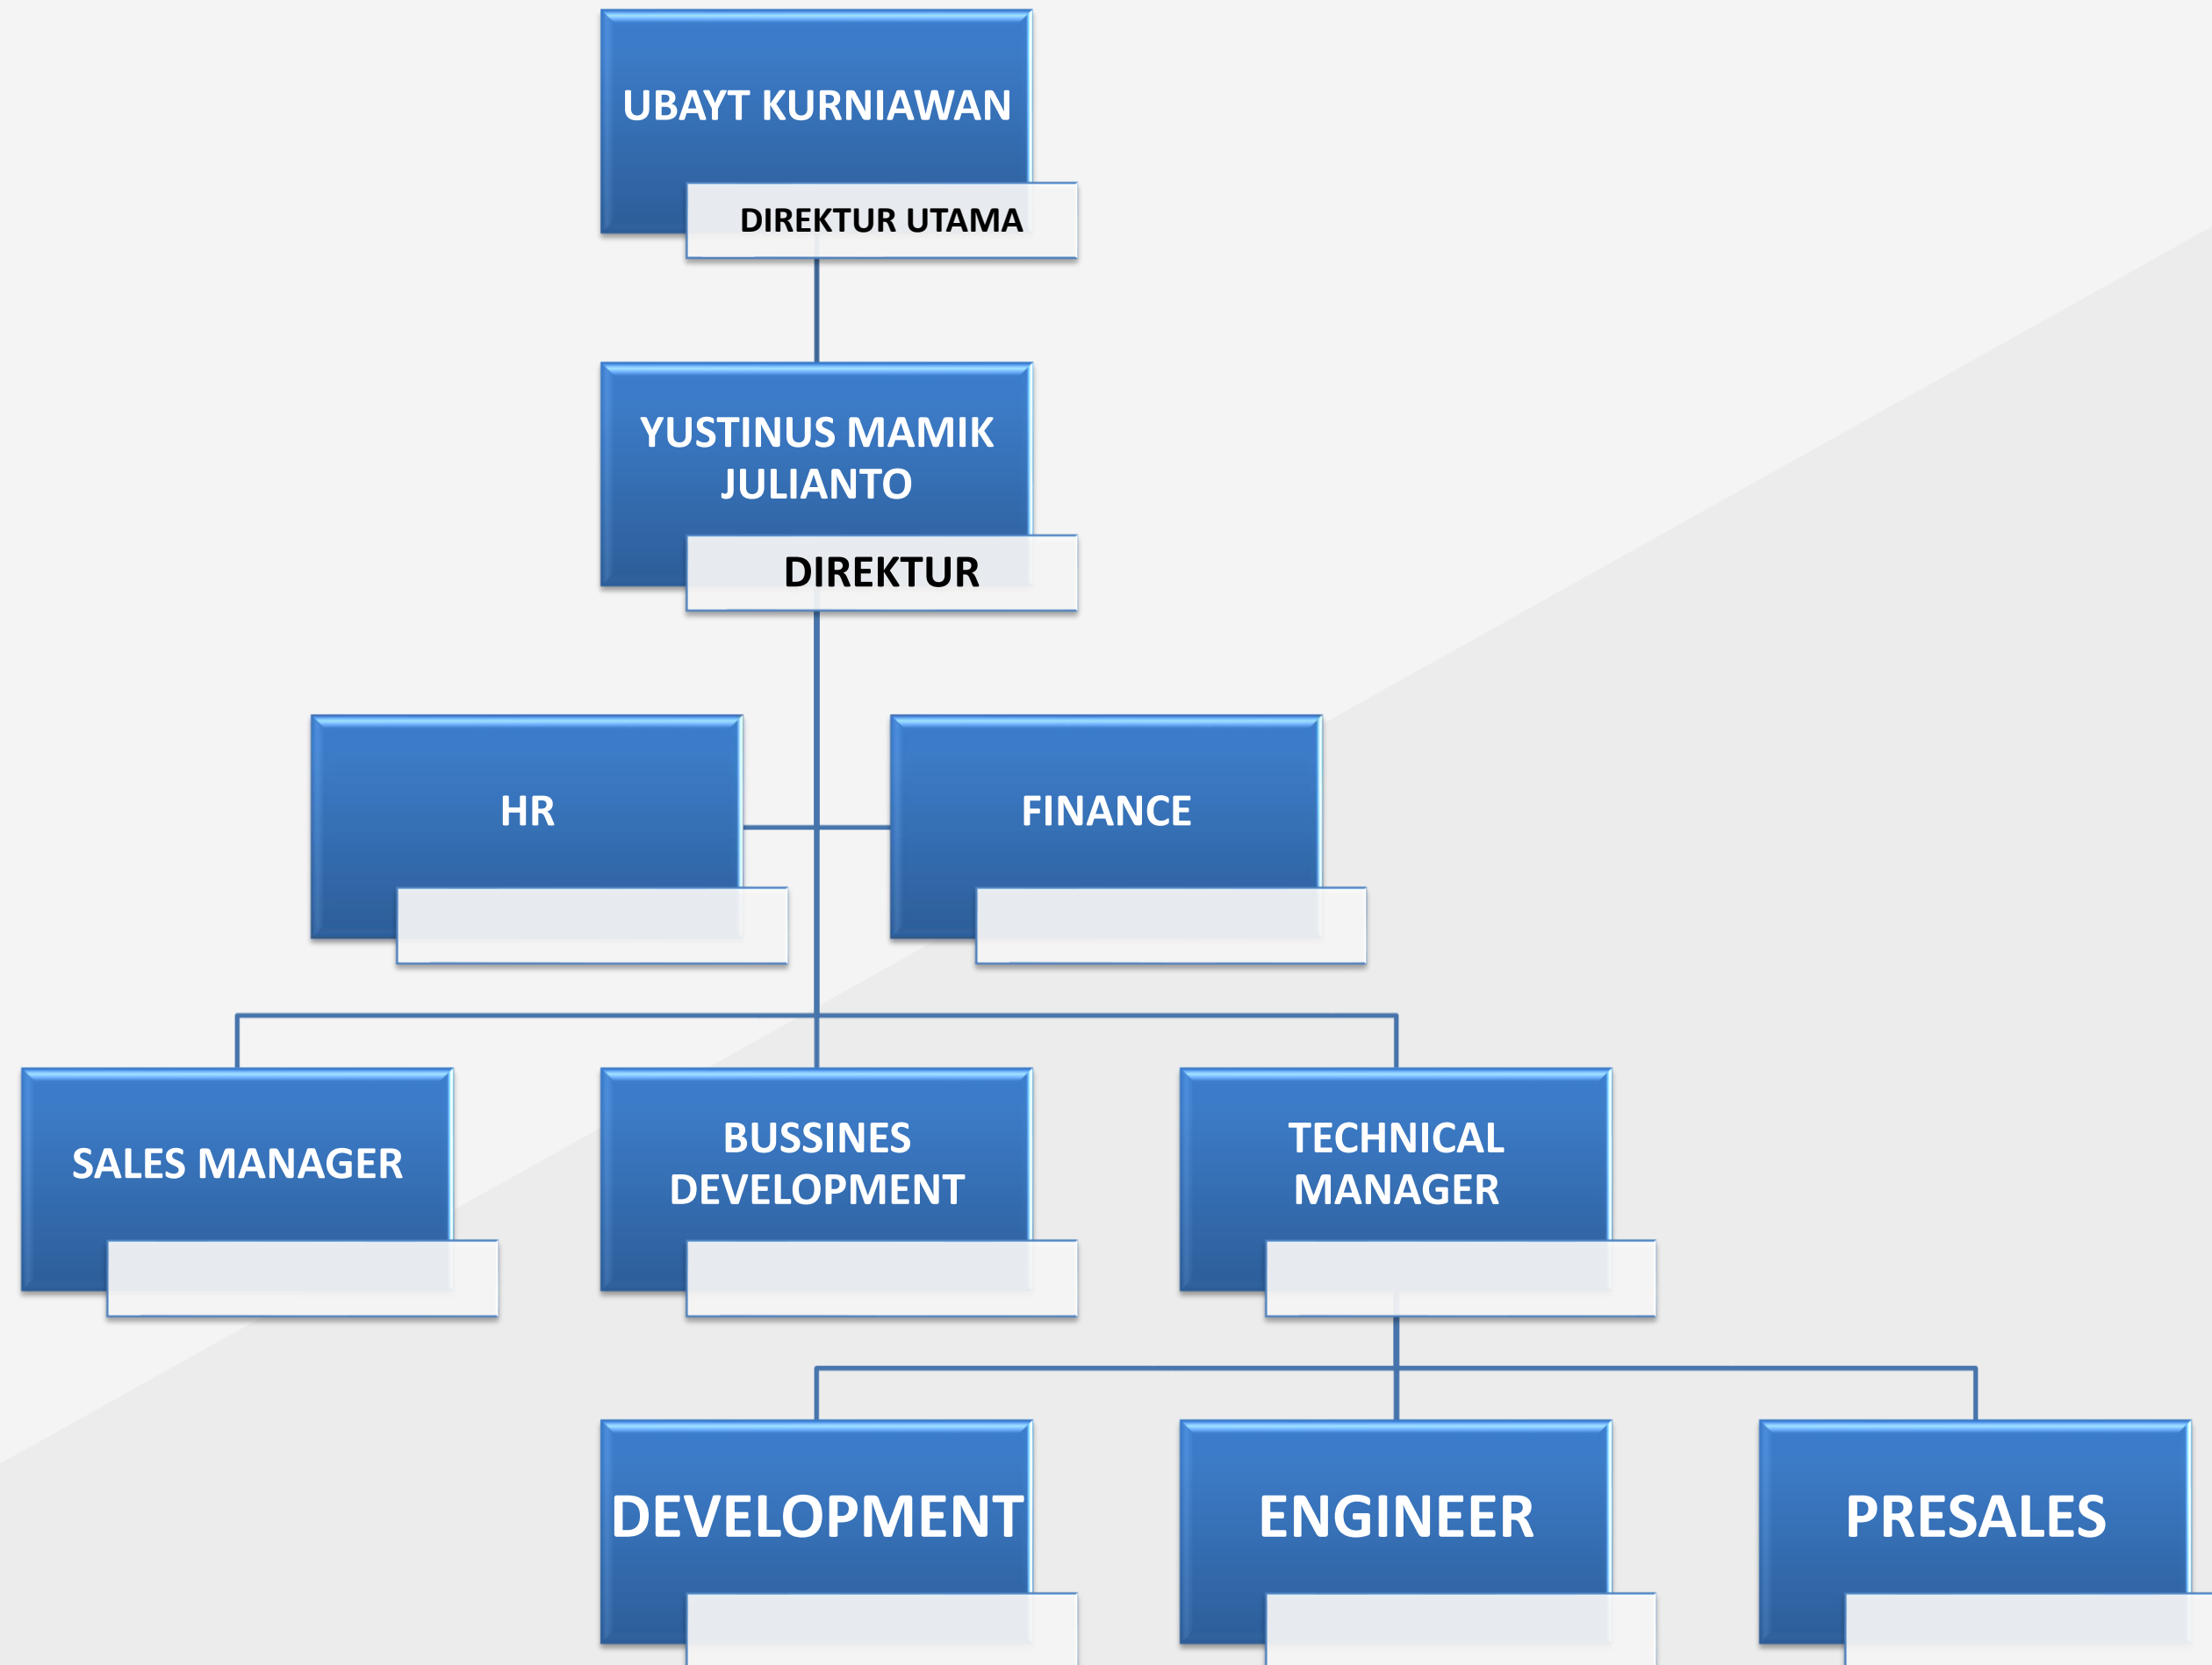 UBAYT KURNIAWAN
DIREKTUR UTAMA
YUSTINUS MAMIK
JULIANTO
DIREKTUR
HR
FINANCE
SALES MANAGER
BUSSINES
DEVELOPMENT
TECHNICAL
MANAGER
DEVELOPMENT
ENGINEER
PRESALES